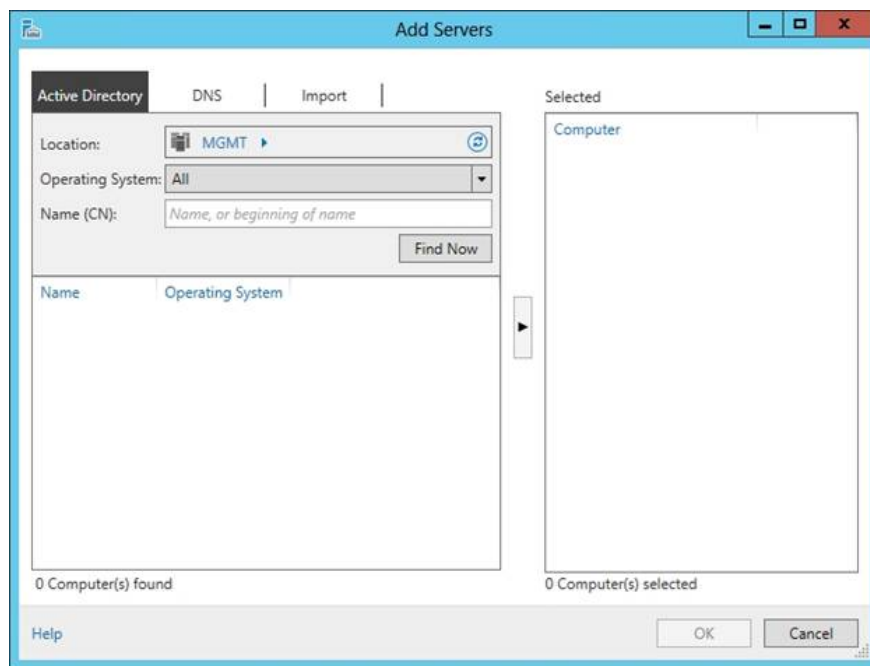 Add Servers
Active Directory DNS Import
Location: MGMT
Operating System: All
Name (CN): Name, or beginning of name
Find Now
Name Operating System
0 Computer(s) found
Selected
Computer
0 Computer(s) selected
Help OK Cancel